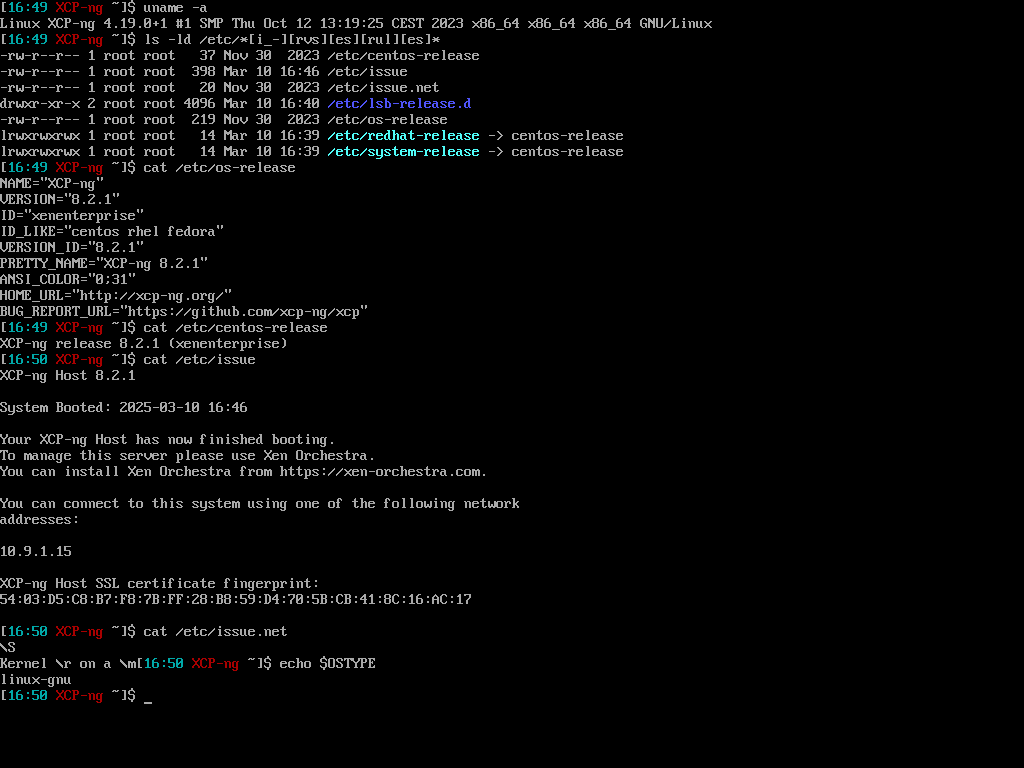 [16:49 XCP-ng ~]$ uname -a
Linux XCP-ng 4.19.0+1 #1 SMP Thu Oct 12 13:19:25 CEST 2023 x86_64 x86_64 x86_64 GNU/Linux
[16:49 XCP-ng ~]$ ls -ld /etc/*[i_-][rvs][es][rul][es]*
-rw-r--r-- 1 root root   37 Nov 30  2023 /etc/centos-release
-rw-r--r-- 1 root root  398 Mar 10 16:46 /etc/issue
-rw-r--r-- 1 root root   20 Nov 30  2023 /etc/issue.net
drwxr-xr-x 2 root root 4096 Mar 10 16:40 /etc/lsb-release.d
-rw-r--r-- 1 root root  219 Nov 30  2023 /etc/os-release
lrwxrwxrwx 1 root root   14 Mar 10 16:39 /etc/redhat-release -> centos-release
lrwxrwxrwx 1 root root   14 Mar 10 16:39 /etc/system-release -> centos-release
[16:49 XCP-ng ~]$ cat /etc/os-release
NAME="XCP-ng"
VERSION="8.2.1"
ID="xenenterprise"
ID_LIKE="centos rhel fedora"
VERSION_ID="8.2.1"
PRETTY_NAME="XCP-ng 8.2.1"
ANSI_COLOR="0;31"
HOME_URL="http://xcp-ng.org/"
BUG_REPORT_URL="https://github.com/xcp-ng/xcp"
[16:49 XCP-ng ~]$ cat /etc/centos-release
XCP-ng release 8.2.1 (xenenterprise)
[16:50 XCP-ng ~]$ cat /etc/issue
XCP-ng Host 8.2.1

System Booted: 2025-03-10 16:46

Your XCP-ng Host has now finished booting.
To manage this server please use Xen Orchestra.
You can install Xen Orchestra from https://xen-orchestra.com.

You can connect to this system using one of the following network
addresses:

10.9.1.15

XCP-ng Host SSL certificate fingerprint:
54:03:D5:C8:B7:F8:7B:FF:28:B8:59:D4:70:5B:CB:41:8C:16:AC:17

[16:50 XCP-ng ~]$ cat /etc/issue.net
\S
Kernel \r on a \m[16:50 XCP-ng ~]$ echo $OSTYPE
linux-gnu
[16:50 XCP-ng ~]$ _